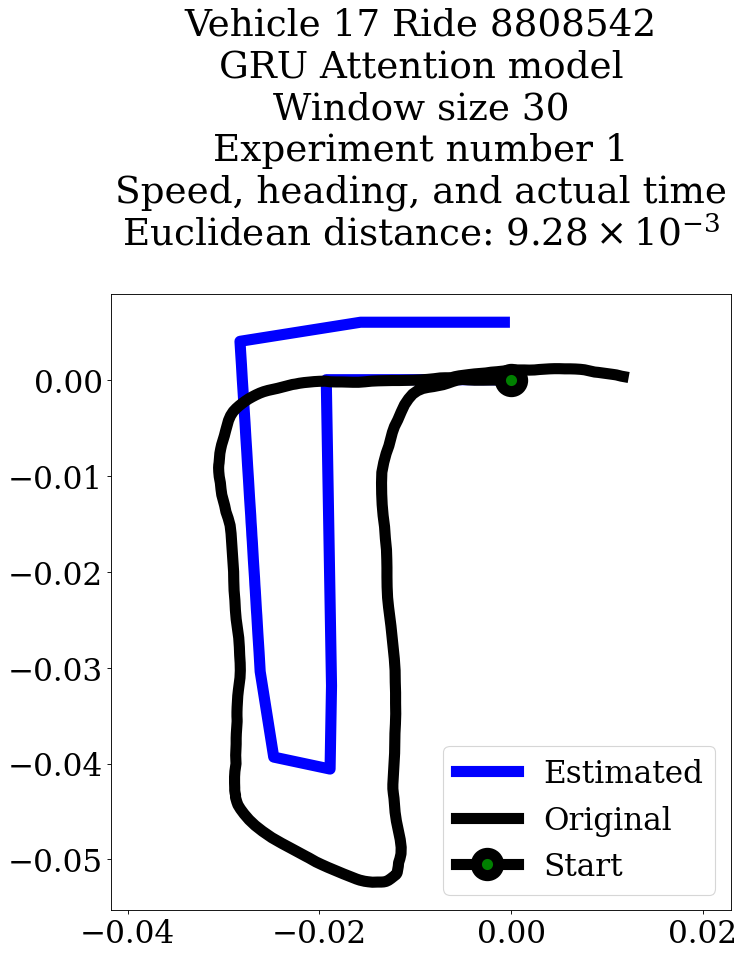 Vehicle 17 Ride 8808542
GRU Attention model
Window size 30
Experiment number 1
Speed, heading, and actual time
Euclidean distance: 9.28 × 10⁻³
0.00
−0.01
−0.02
−0.03
−0.04
−0.05
Estimated
Original
Start
−0.04
−0.02
0.00
0.02